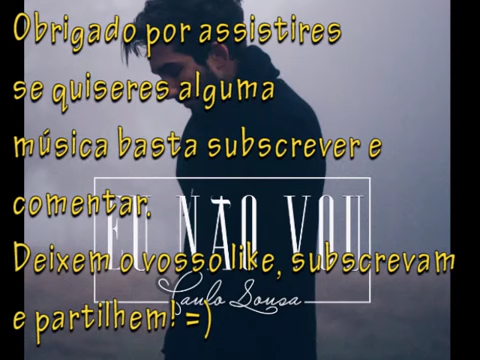 Obrigado por assistires
se quiseres alguma
música basta subscrever e
comentar.
EU NÃO VOU
Deixem o vosso like, subscrevam
Paulo Sousa
e partilhem! =)